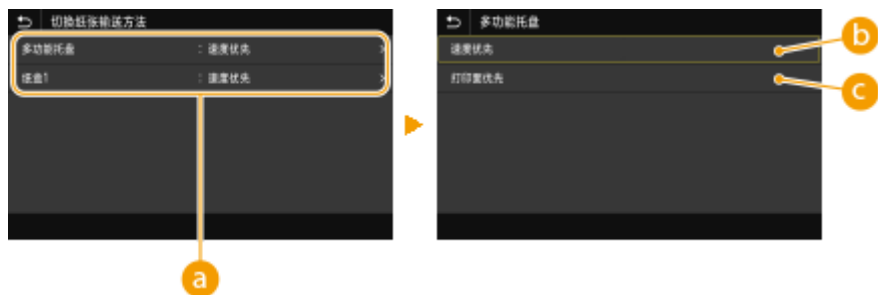 切换纸张输送方法
多功能托盘 : 速度优先 >
纸盒1 : 速度优先 >
a
多功能托盘
速度优先
打印面优先
b
c